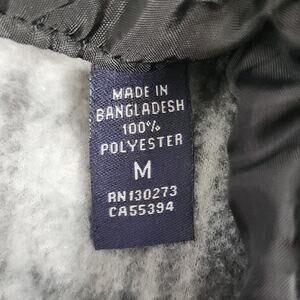 MADE IN
BANGLADESH
100%
POLYESTER
M
RN130273
CA55394